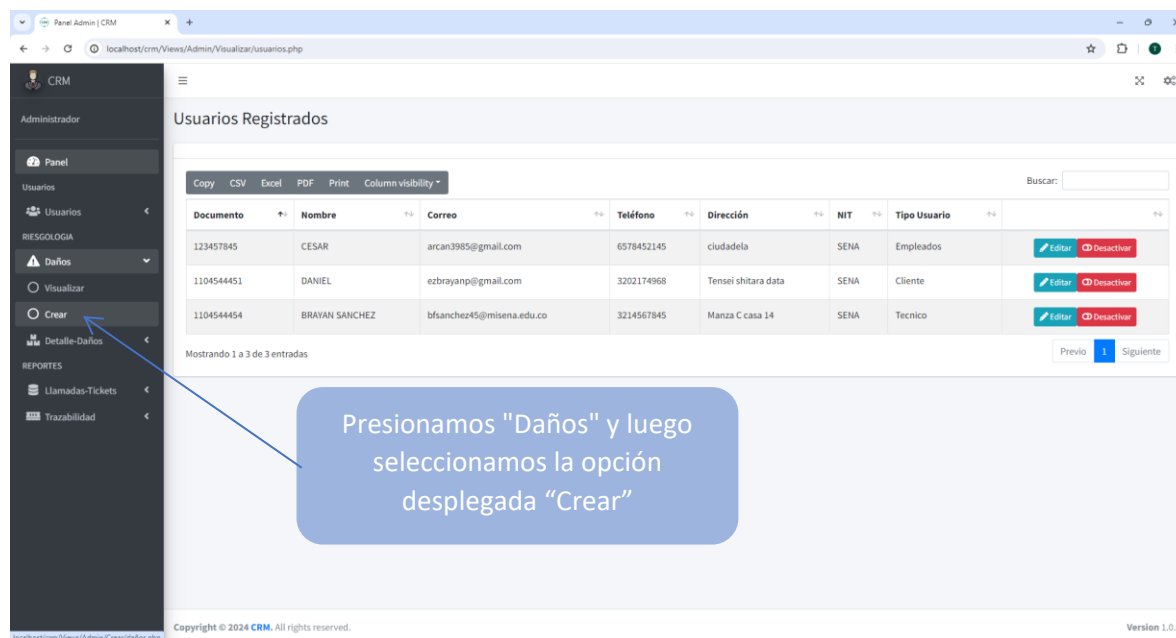 Panel Admin | CRM
localhost/crm/Views/Admin/Visualizar/usuarios.php
CRM
Administrador
Panel
Usuarios
Usuarios
RIESGOLOGIA
Daños
Visualizar
Crear
Detalle-Daños
REPORTES
Llamadas-Tickets
Trazabilidad
Usuarios Registrados
Copy CSV Excel PDF Print Column visibility
Buscar:
Documento Nombre Correo Teléfono Dirección NIT Tipo Usuario
123457845 CESAR arcan3985@gmail.com 6578452145 ciudadela SENA Empleados Editar Desactivar
1104544451 DANIEL ezbrayanp@gmail.com 3202174968 Tensei shitara data SENA Cliente Editar Desactivar
1104544454 BRAYAN SANCHEZ bfsanchez45@misena.edu.co 3214567845 Manza C casa 14 SENA Tecnico Editar Desactivar
Mostrando 1 a 3 de 3 entradas
Previo 1 Siguiente
Presionamos "Daños" y luego
seleccionamos la opción
desplegada “Crear”
Copyright © 2024 CRM. All rights reserved.
Version 1.0